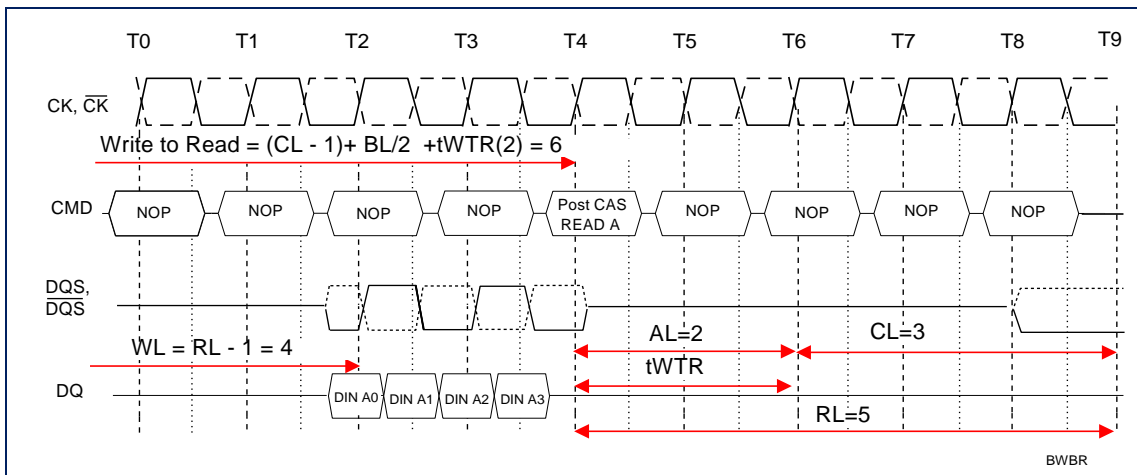 T0 T1 T2 T3 T4 T5 T6 T7 T8 T9
CK, C̅K̅
Write to Read = (CL - 1)+ BL/2 +tWTR(2) = 6
CMD NOP NOP NOP NOP Post CAS READ A NOP NOP NOP NOP
DQS,
D̅Q̅S̅
AL=2 CL=3
WL = RL - 1 = 4
tWTR
DQ DIN A0 DIN A1 DIN A2 DIN A3
RL=5
BWBR